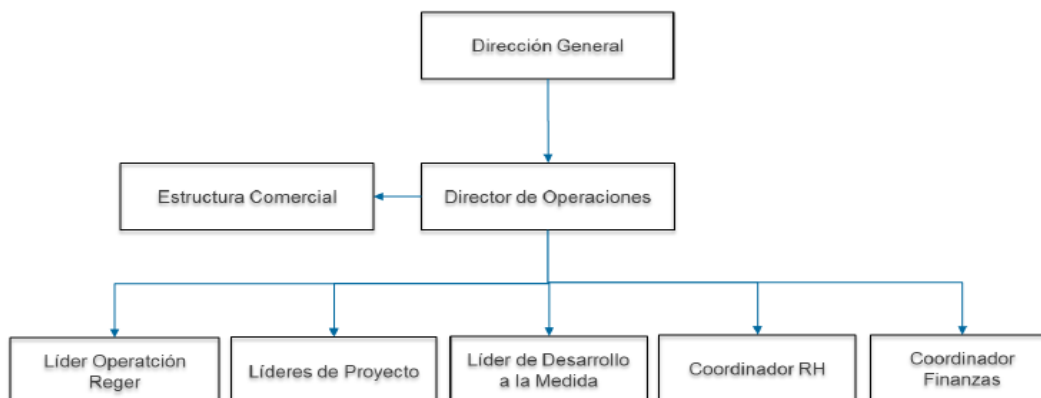 Dirección General
Estructura Comercial
Director de Operaciones
Líder Operatción
Reger
Líderes de Proyecto
Líder de Desarrollo
a la Medida
Coordinador RH
Coordinador
Finanzas